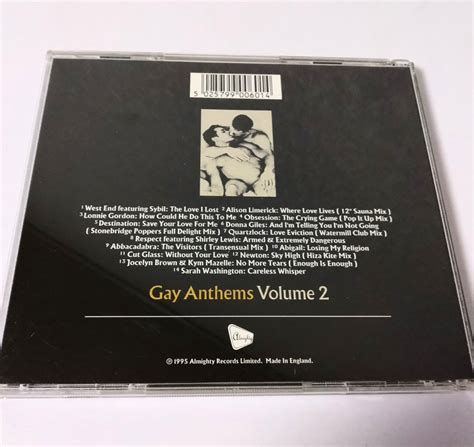 5 025799 006014
1 West End featuring Sybil: The Love I Lost 2 Alison Limerick: Where Love Lives ( 12" Sauna Mix )
3 Lonnie Gordon: How Could He Do This To Me 4 Obsession: The Crying Game ( Pop It Up Mix )
5 Destination: Save Your Love For Me 6 Donna Giles: And I'm Telling You I'm Not Going
( Stonebridge Poppers Full Delight Mix ) 7 Quartzlock: Love Eviction ( Watermill Club Mix )
8 Respect featuring Shirley Lewis: Armed & Extremely Dangerous
9 Abbacadabra: The Visitors ( Transensual Mix ) 10 Abigail: Losing My Religion
11 Cut Glass: Without Your Love 12 Newton: Sky High ( Hiza Kite Mix )
13 Jocelyn Brown & Kym Mazelle: No More Tears ( Enough Is Enough )
14 Sarah Washington: Careless Whisper
Gay Anthems Volume 2
Almighty
℗ 1995 Almighty Records Limited. Made In England.